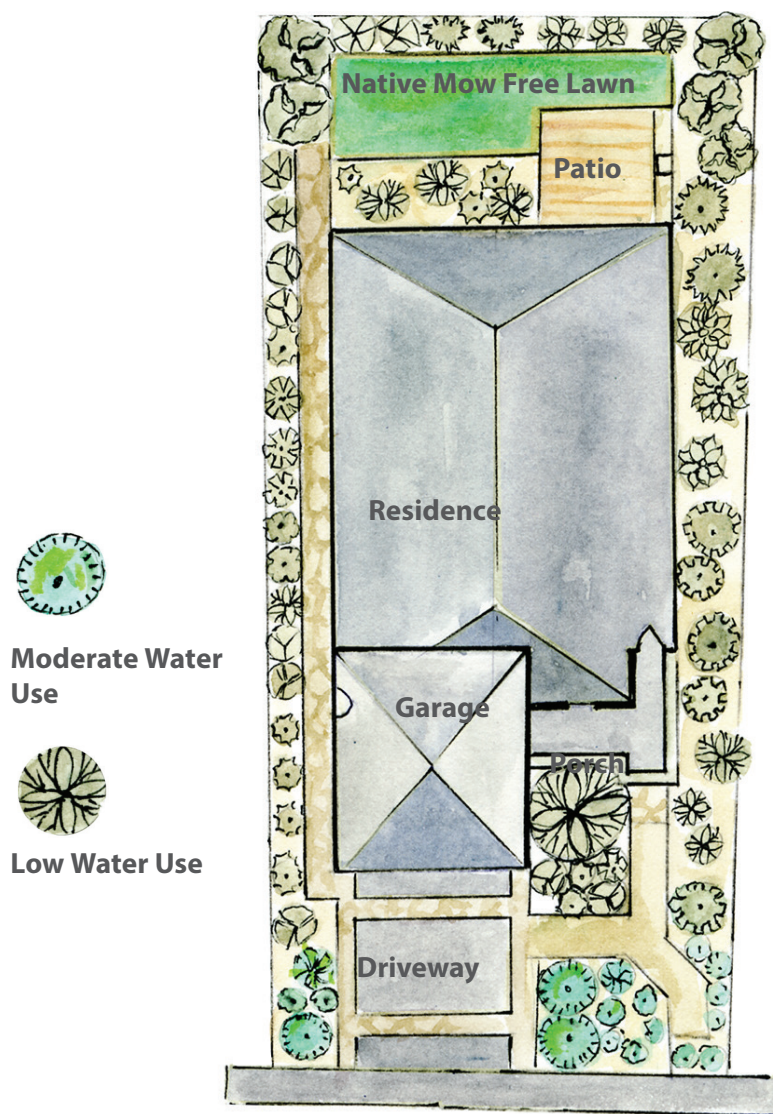 Native Mow Free Lawn
Patio
Residence
Moderate Water
Use
Garage
Porch
Low Water Use
Driveway